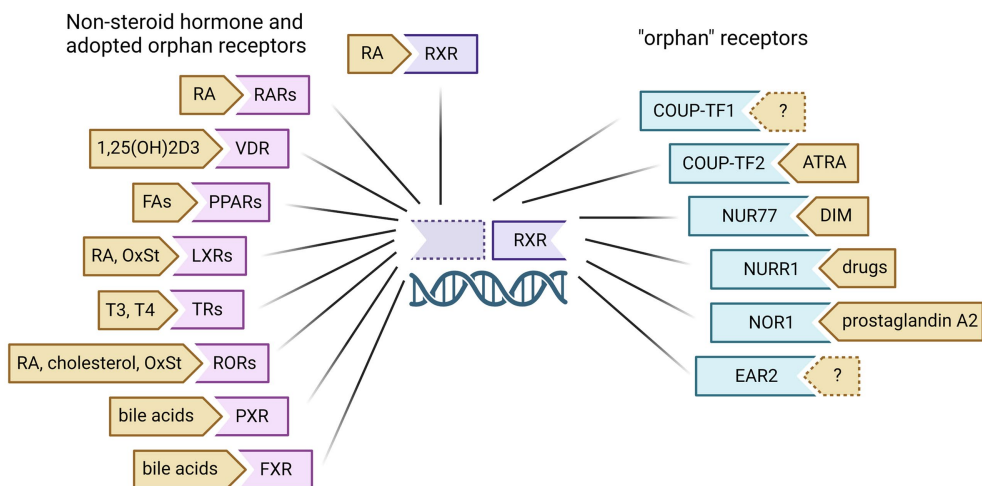 Non-steroid hormone and
adopted orphan receptors
RA RXR
"orphan" receptors
RA RARs
1,25(OH)2D3 VDR
FAs PPARs
RA, OxSt LXRs
T3, T4 TRs
RA, cholesterol, OxSt RORs
bile acids PXR
bile acids FXR
RXR
COUP-TF1 ?
COUP-TF2 ATRA
NUR77 DIM
NURR1 drugs
NOR1 prostaglandin A2
EAR2 ?